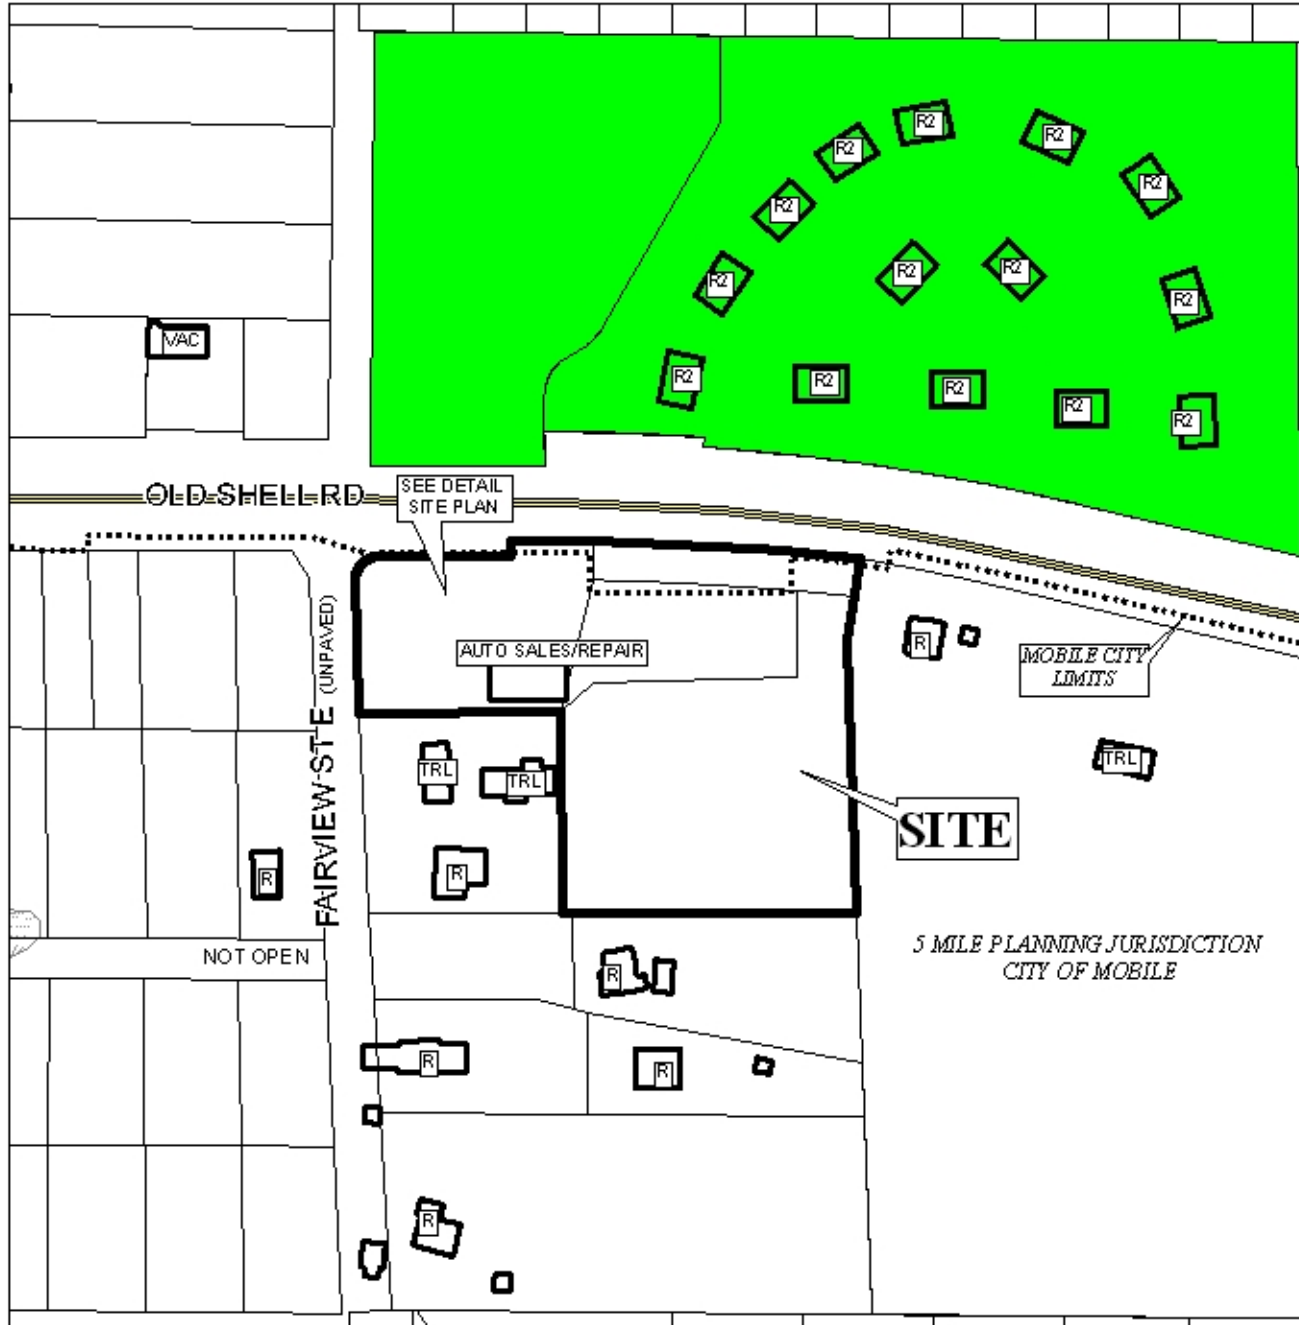 R2
R2
R2
R2
R2
R2
R2
R2
R2
R2
VAC
R2
R2
R2
R2
R2
OLD SHELL RD
SEE DETAIL
SITE PLAN
AUTO SALES/REPAIR
R
MOBILE CITY
LIMITS
FAIRVIEW ST E (UNPAVED)
TRL
TRL
TRL
SITE
R
R
NOT OPEN
5 MILE PLANNING JURISDICTION
CITY OF MOBILE
R
R
R
R